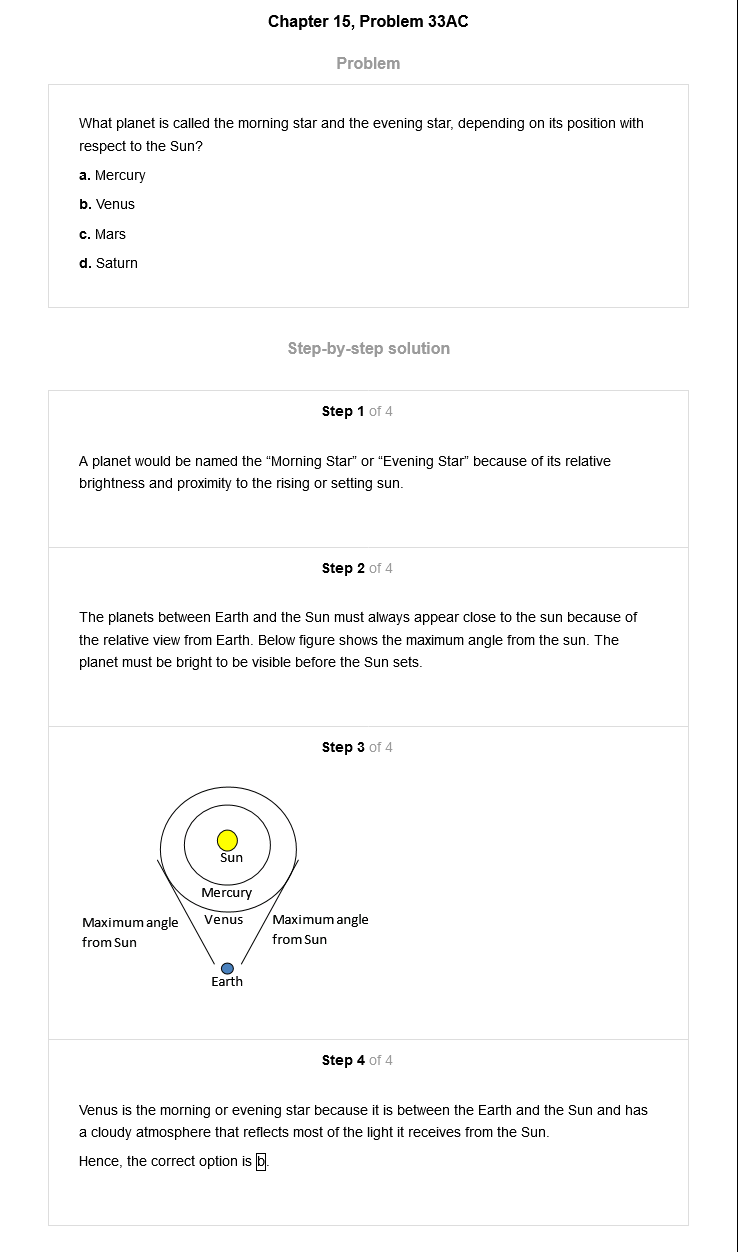 Chapter 15, Problem 33AC
Problem
What planet is called the morning star and the evening star, depending on its position with
respect to the Sun?
a. Mercury
b. Venus
c. Mars
d. Saturn
Step-by-step solution
Step 1 of 4
A planet would be named the “Morning Star” or “Evening Star” because of its relative
brightness and proximity to the rising or setting sun.
Step 2 of 4
The planets between Earth and the Sun must always appear close to the sun because of
the relative view from Earth. Below figure shows the maximum angle from the sun. The
planet must be bright to be visible before the Sun sets.
Step 3 of 4
Sun
Mercury
Venus
Maximum angle
from Sun
Maximum angle
from Sun
Earth
Step 4 of 4
Venus is the morning or evening star because it is between the Earth and the Sun and has
a cloudy atmosphere that reflects most of the light it receives from the Sun.
Hence, the correct option is b.